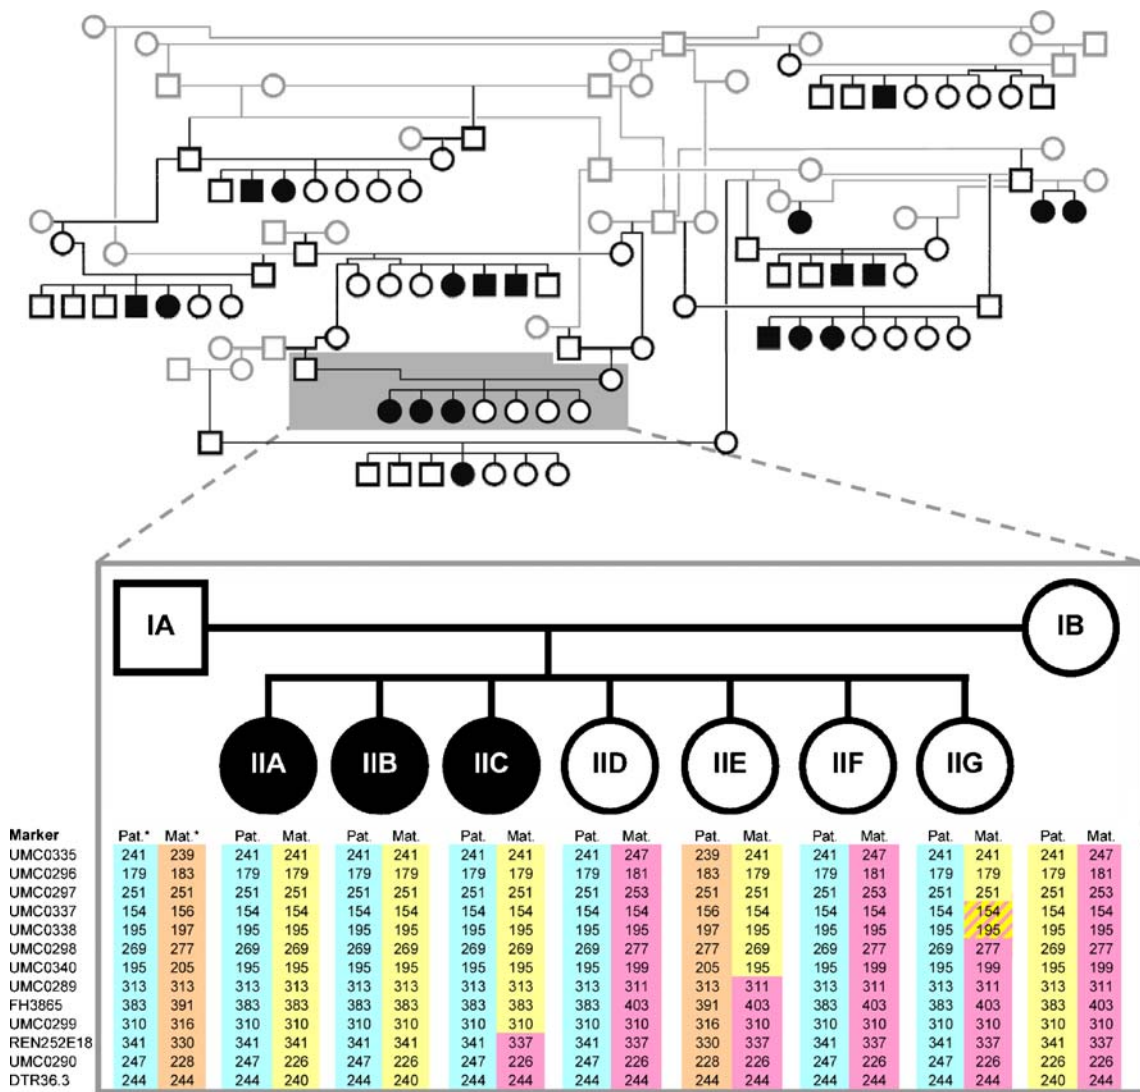 IA IB
IIA IIB IIC IID IIE IIF IIG
Marker Pat.* Mat.* Pat. Mat. Pat. Mat. Pat. Mat. Pat. Mat. Pat. Mat. Pat. Mat. Pat. Mat. Pat. Mat.
UMC0335 241 239 241 241 241 241 241 241 241 247 239 241 241 247 241 241 241 247
UMC0296 179 183 179 179 179 179 179 179 179 181 183 179 179 181 179 179 179 181
UMC0297 251 251 251 251 251 251 251 251 251 253 251 251 251 253 251 251 251 253
UMC0337 154 156 154 154 154 154 154 154 154 154 156 154 154 154 154 154 154 154
UMC0338 195 197 195 195 195 195 195 195 195 195 197 195 195 195 195 195 195 195
UMC0298 269 277 269 269 269 269 269 269 269 277 277 269 269 277 269 277 269 277
UMC0340 195 205 195 195 195 195 195 195 195 199 205 195 195 199 195 199 195 199
UMC0289 313 313 313 313 313 313 313 313 313 311 313 311 313 311 313 311 313 311
FH3865 383 391 383 383 383 383 383 383 383 403 391 403 383 403 383 403 383 403
UMC0299 310 316 310 310 310 310 310 310 310 310 316 310 310 310 310 310 310 310
REN252E18 341 330 341 341 341 341 341 337 341 337 330 337 341 337 341 337 341 337
UMC0290 247 228 247 226 247 226 247 226 247 226 228 226 247 226 247 226 226 226
DTR36.3 244 244 244 240 244 240 244 244 244 244 244 244 244 244 244 244 240 244